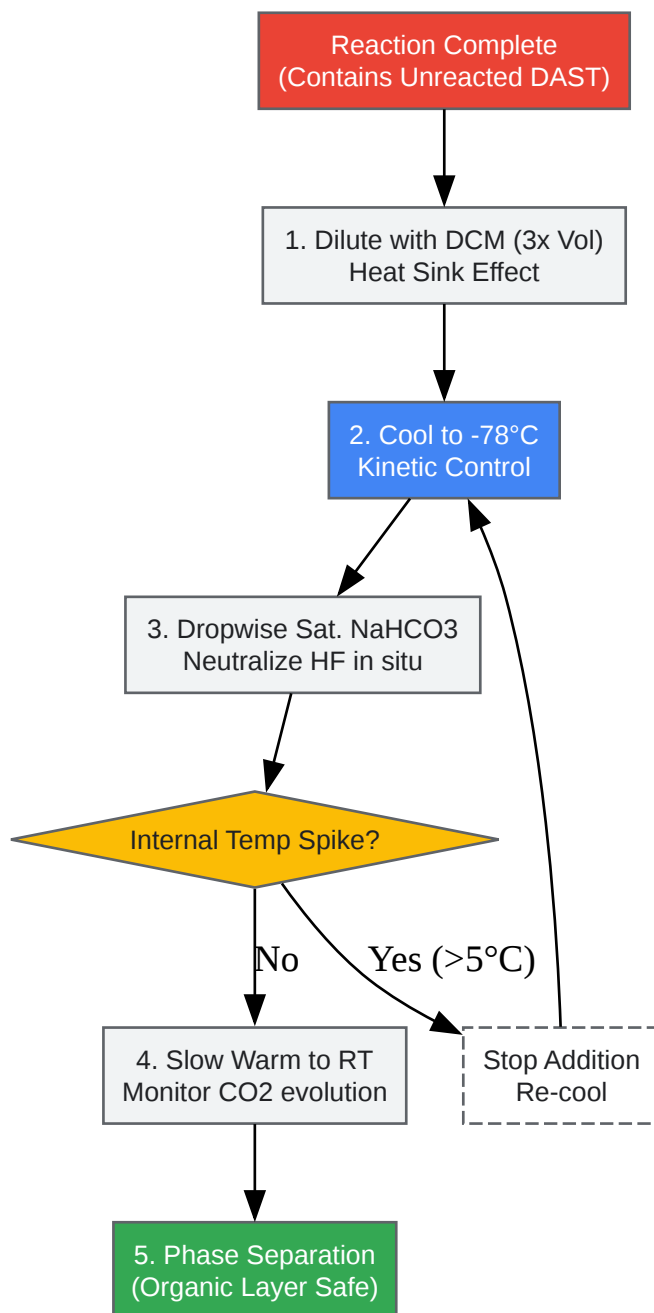 Reaction Complete
(Contains Unreacted DAST)
1. Dilute with DCM (3x Vol)
Heat Sink Effect
2. Cool to -78°C
Kinetic Control
3. Dropwise Sat. NaHCO3
Neutralize HF in situ
Internal Temp Spike?
No
Yes (>5°C)
4. Slow Warm to RT
Monitor CO2 evolution
Stop Addition
Re-cool
5. Phase Separation
(Organic Layer Safe)